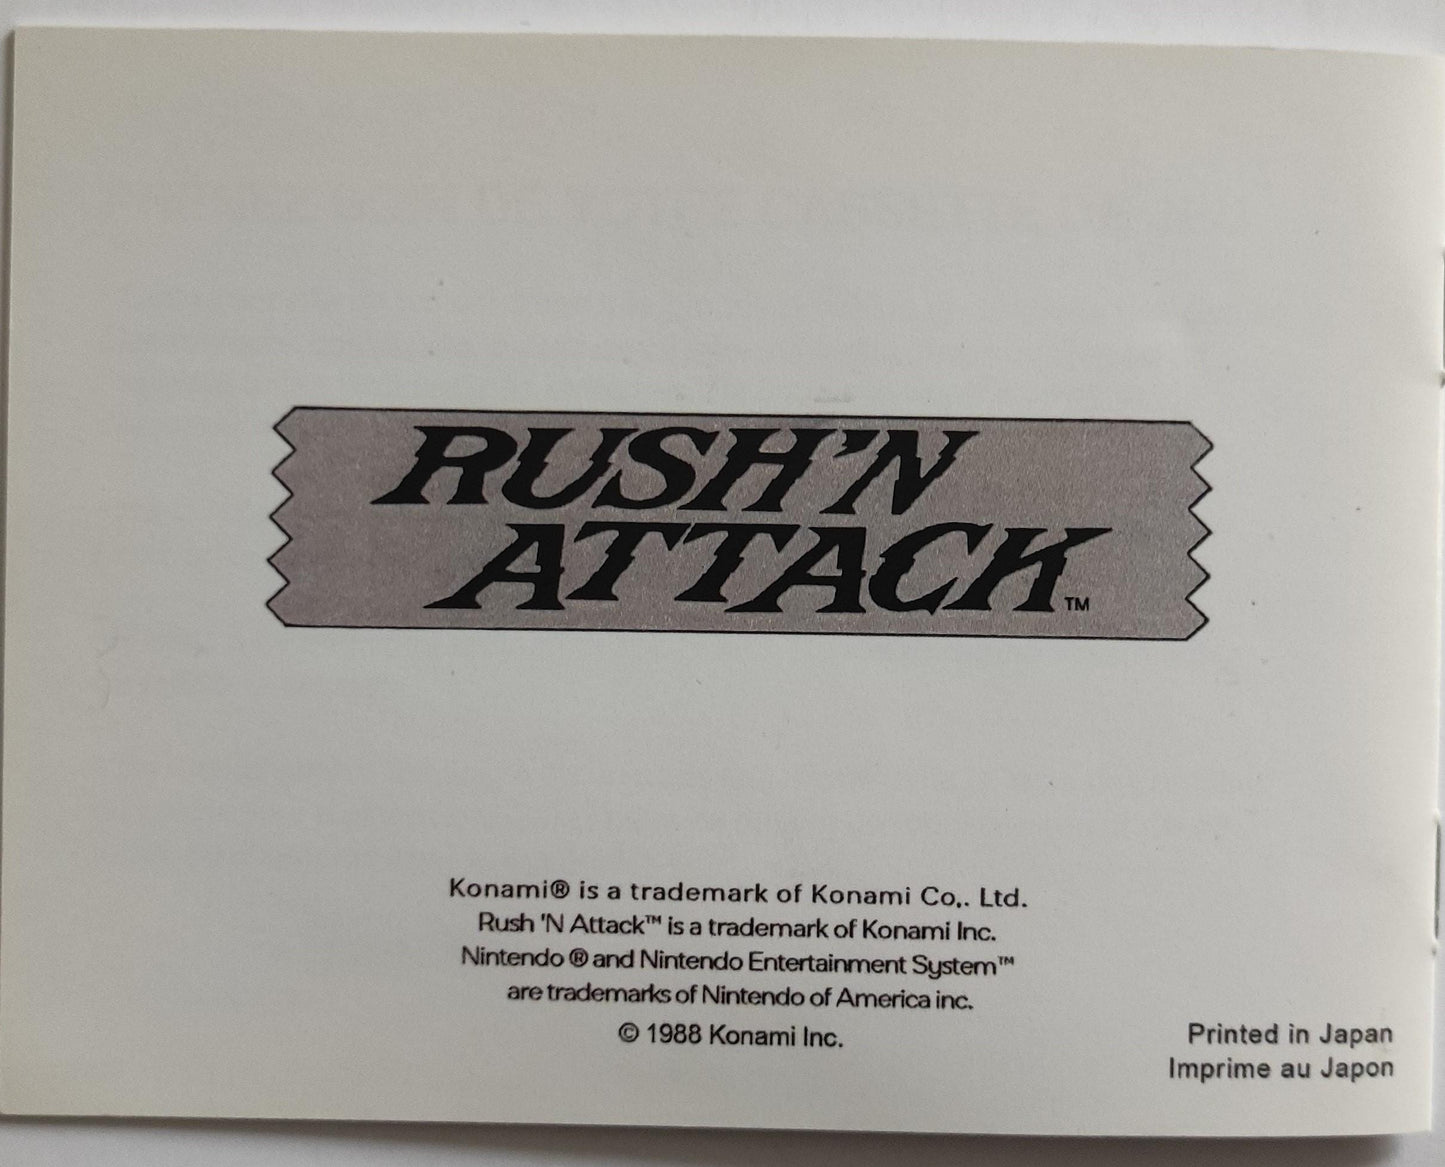 RUSH'N
ATTACK™
Konami® is a trademark of Konami Co,. Ltd.
Rush 'N Attack™ is a trademark of Konami Inc.
Nintendo ® and Nintendo Entertainment System™
are trademarks of Nintendo of America inc.
© 1988 Konami Inc.
Printed in Japan
Imprime au Japon